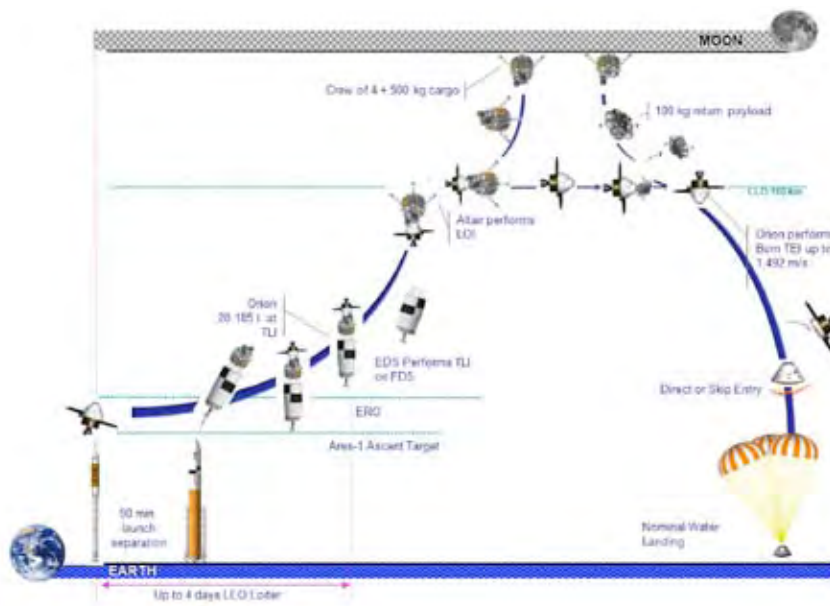 MOON
Crew of 4 + 500 kg cargo
100 kg return payload
LLO 100 km
Altair performs
LOI
Orion performs
Burn TEI up to
1,492 m/s
Orion
20 185 t at
TLI
EDS Performs TLI
on FD5
Direct or Skip Entry
ERO
Ares-1 Ascent Target
90 min
launch
separation
Nominal Water
Landing
EARTH
Up to 4 days LEO Loiter